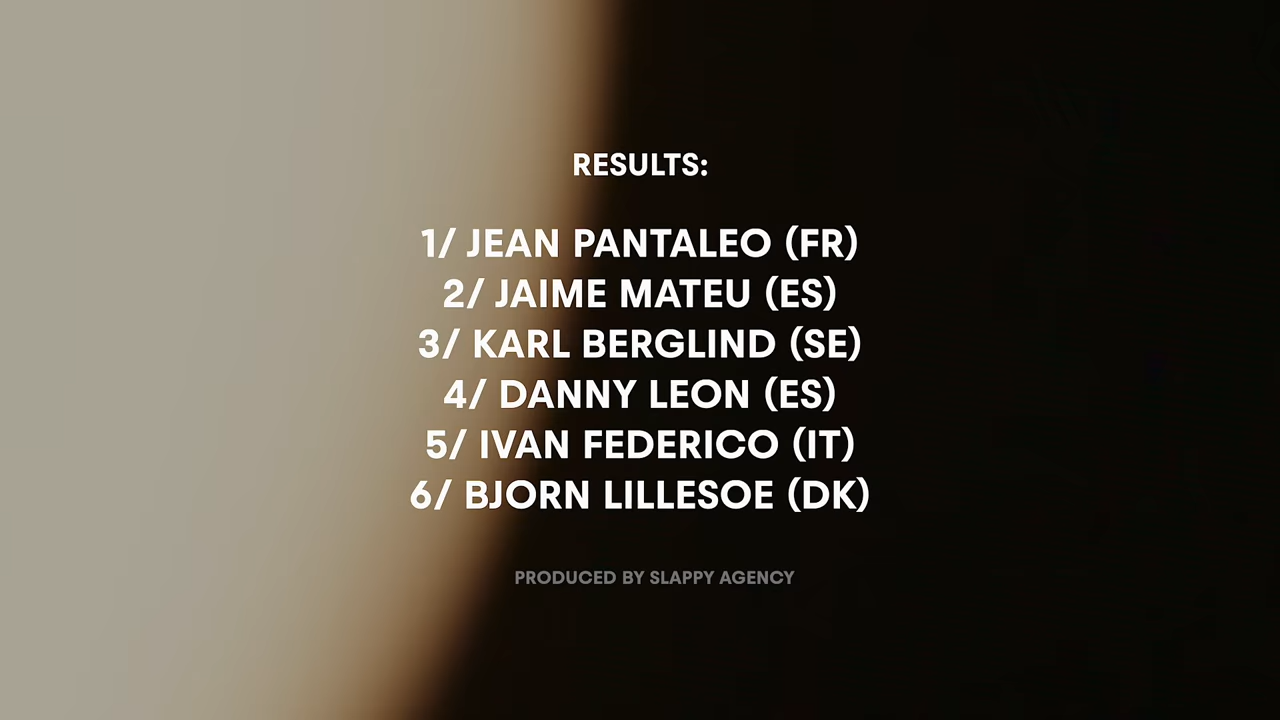 RESULTS:
1/ JEAN PANTALEO (FR)
2/ JAIME MATEU (ES)
3/ KARL BERGLIND (SE)
4/ DANNY LEON (ES)
5/ IVAN FEDERICO (IT)
6/ BJORN LILLESOE (DK)
PRODUCED BY SLAPPY AGENCY